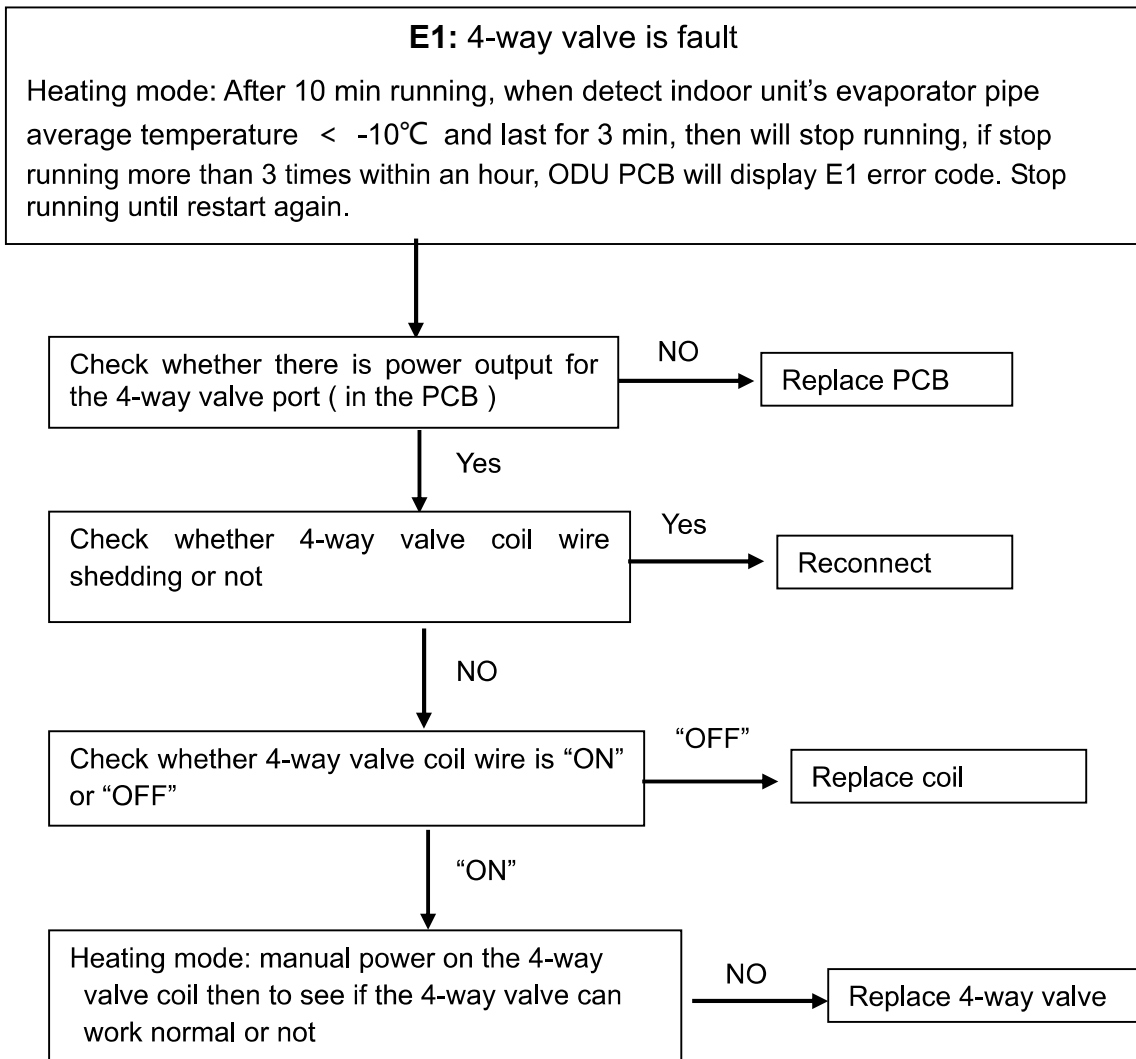 E1: 4-way valve is fault
Heating mode: After 10 min running, when detect indoor unit's evaporator pipe
average temperature < -10℃ and last for 3 min, then will stop running, if stop
running more than 3 times within an hour, ODU PCB will display E1 error code. Stop
running until restart again.
Check whether there is power output for
the 4-way valve port ( in the PCB )
NO
Replace PCB
Yes
Check whether 4-way valve coil wire
shedding or not
Yes
Reconnect
NO
Check whether 4-way valve coil wire is “ON”
or “OFF”
“OFF”
Replace coil
“ON”
Heating mode: manual power on the 4-way
valve coil then to see if the 4-way valve can
work normal or not
NO
Replace 4-way valve